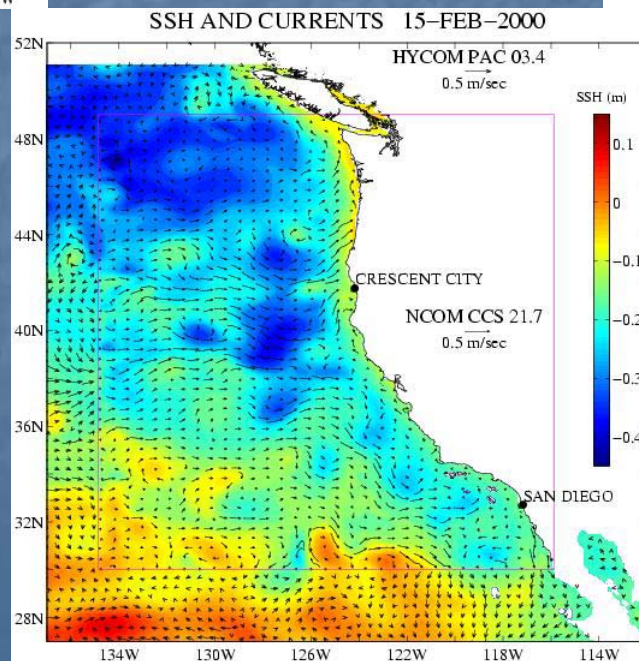 SSH AND CURRENTS 15-FEB-2000
52N
HYCOM PAC 03.4
0.5 m/sec
SSH (m)
48N
0.1
0
44N
-0.1
CRESCENT CITY
NCOM CCS 21.7
0.5 m/sec
-0.2
40N
-0.3
36N
-0.4
SAN DIEGO
32N
28N
134W 130W 126W 122W 118W 114W